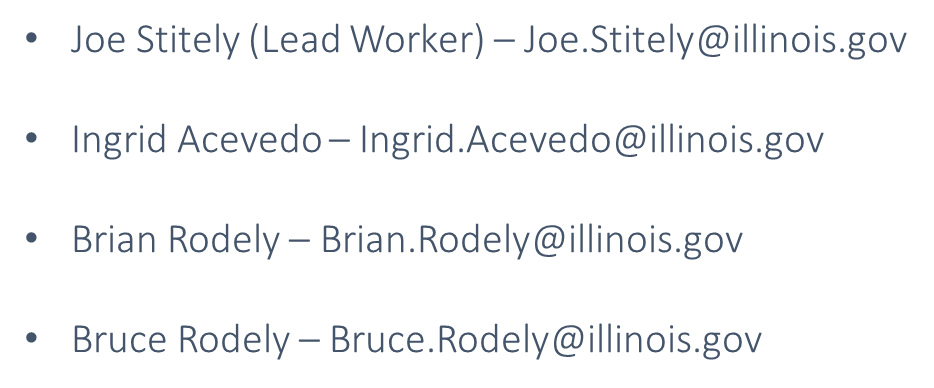 • Joe Stitely (Lead Worker) – Joe.Stitely@illinois.gov
• Ingrid Acevedo – Ingrid.Acevedo@illinois.gov
• Brian Rodely – Brian.Rodely@illinois.gov
• Bruce Rodely – Bruce.Rodely@illinois.gov